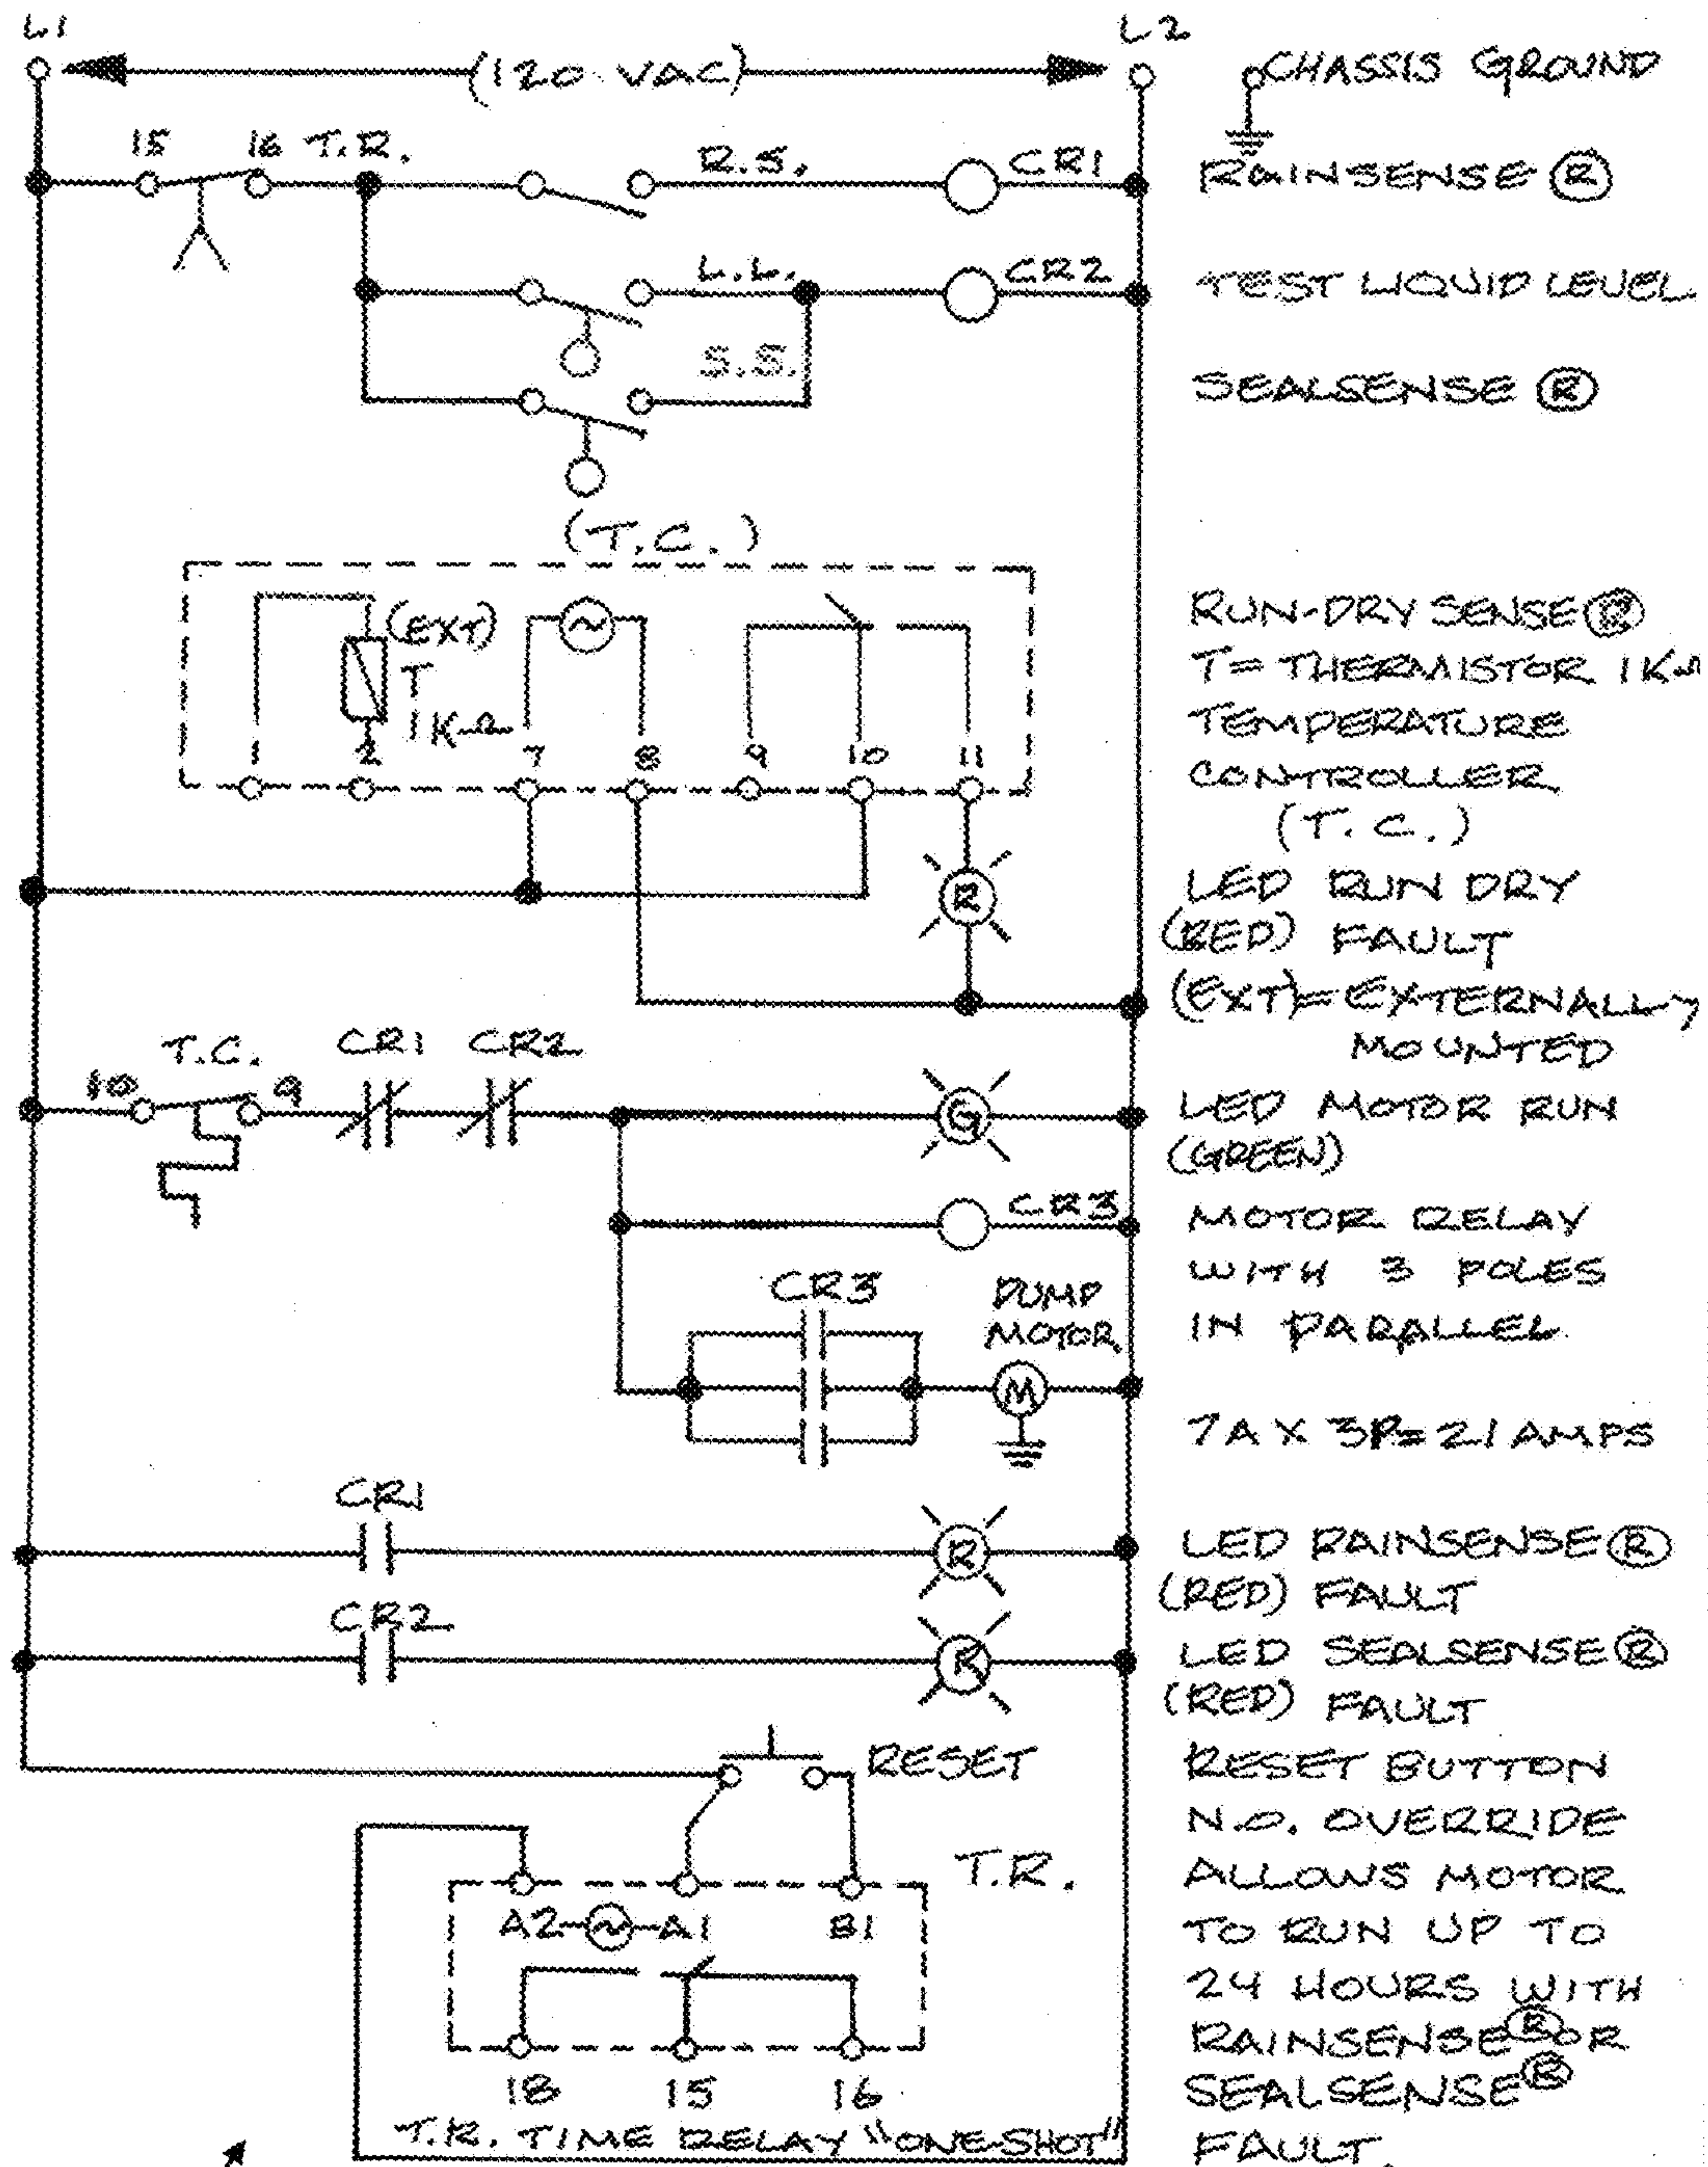 L1
(120 VAC)
L2
CHASSIS GROUND
15 16 T.R.
R.S.
CR1
RAINSENSE ®
L.L.
CR2
TEST LIQUID LEVEL
S.S.
SEALSENSE ®
(T.C.)
(EXT)
T
1KΩ
1 2 7 8 9 10 11
RUN-DRY SENSE ®
T = THERMISTOR 1KΩ
TEMPERATURE
CONTROLLER
(T.C.)
R
LED RUN DRY
(RED) FAULT
(EXT)=EXTERNALLY
MOUNTED
10 T.C. 9
CR1
CR2
G
LED MOTOR RUN
(GREEN)
CR3
MOTOR RELAY
WITH 3 POLES
IN PARALLEL
CR3
PUMP
MOTOR
M
7A X 3P=21 AMPS
CR1
R
LED RAINSENSE ®
(RED) FAULT
CR2
R
LED SEALSENSE ®
(RED) FAULT
RESET
RESET BUTTON
N.O. OVERRIDE
ALLOWS MOTOR
TO RUN UP TO
24 HOURS WITH
RAINSENSE ® OR
SEALSENSE ®
FAULT.
T.R.
A2 A1 B1
18 15 16
T.R. TIME RELAY "ONE-SHOT"